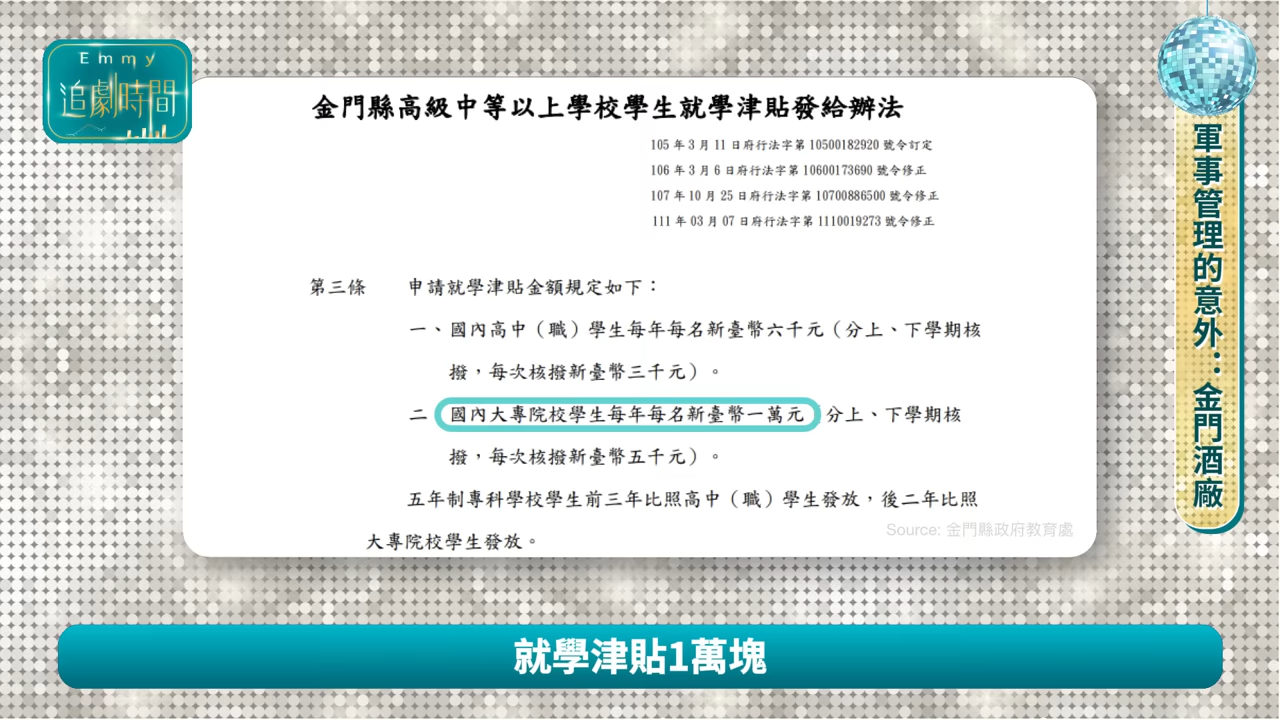 Emmy
追劇時間
金門縣高級中等以上學校學生就學津貼發給辦法
105 年 3 月 11 日府行法字第 10500182920 號令訂定
106 年 3 月 6 日府行法字第 10600173690 號令修正
107 年 10 月 25 日府行法字第 10700886500 號令修正
111 年 03 月 07 日府行法字第 1110019273 號令修正
第三條 申請就學津貼金額規定如下：
一、國內高中（職）學生每年每名新臺幣六千元（分上、下學期核
撥，每次核撥新臺幣三千元）。
二 國內大專院校學生每年每名新臺幣一萬元 分上、下學期核
撥，每次核撥新臺幣五千元）。
五年制專科學校學生前三年比照高中（職）學生發放，後二年比照
大專院校學生發放。
Source: 金門縣政府教育處
軍事管理的意外：金門酒廠
就學津貼1萬塊